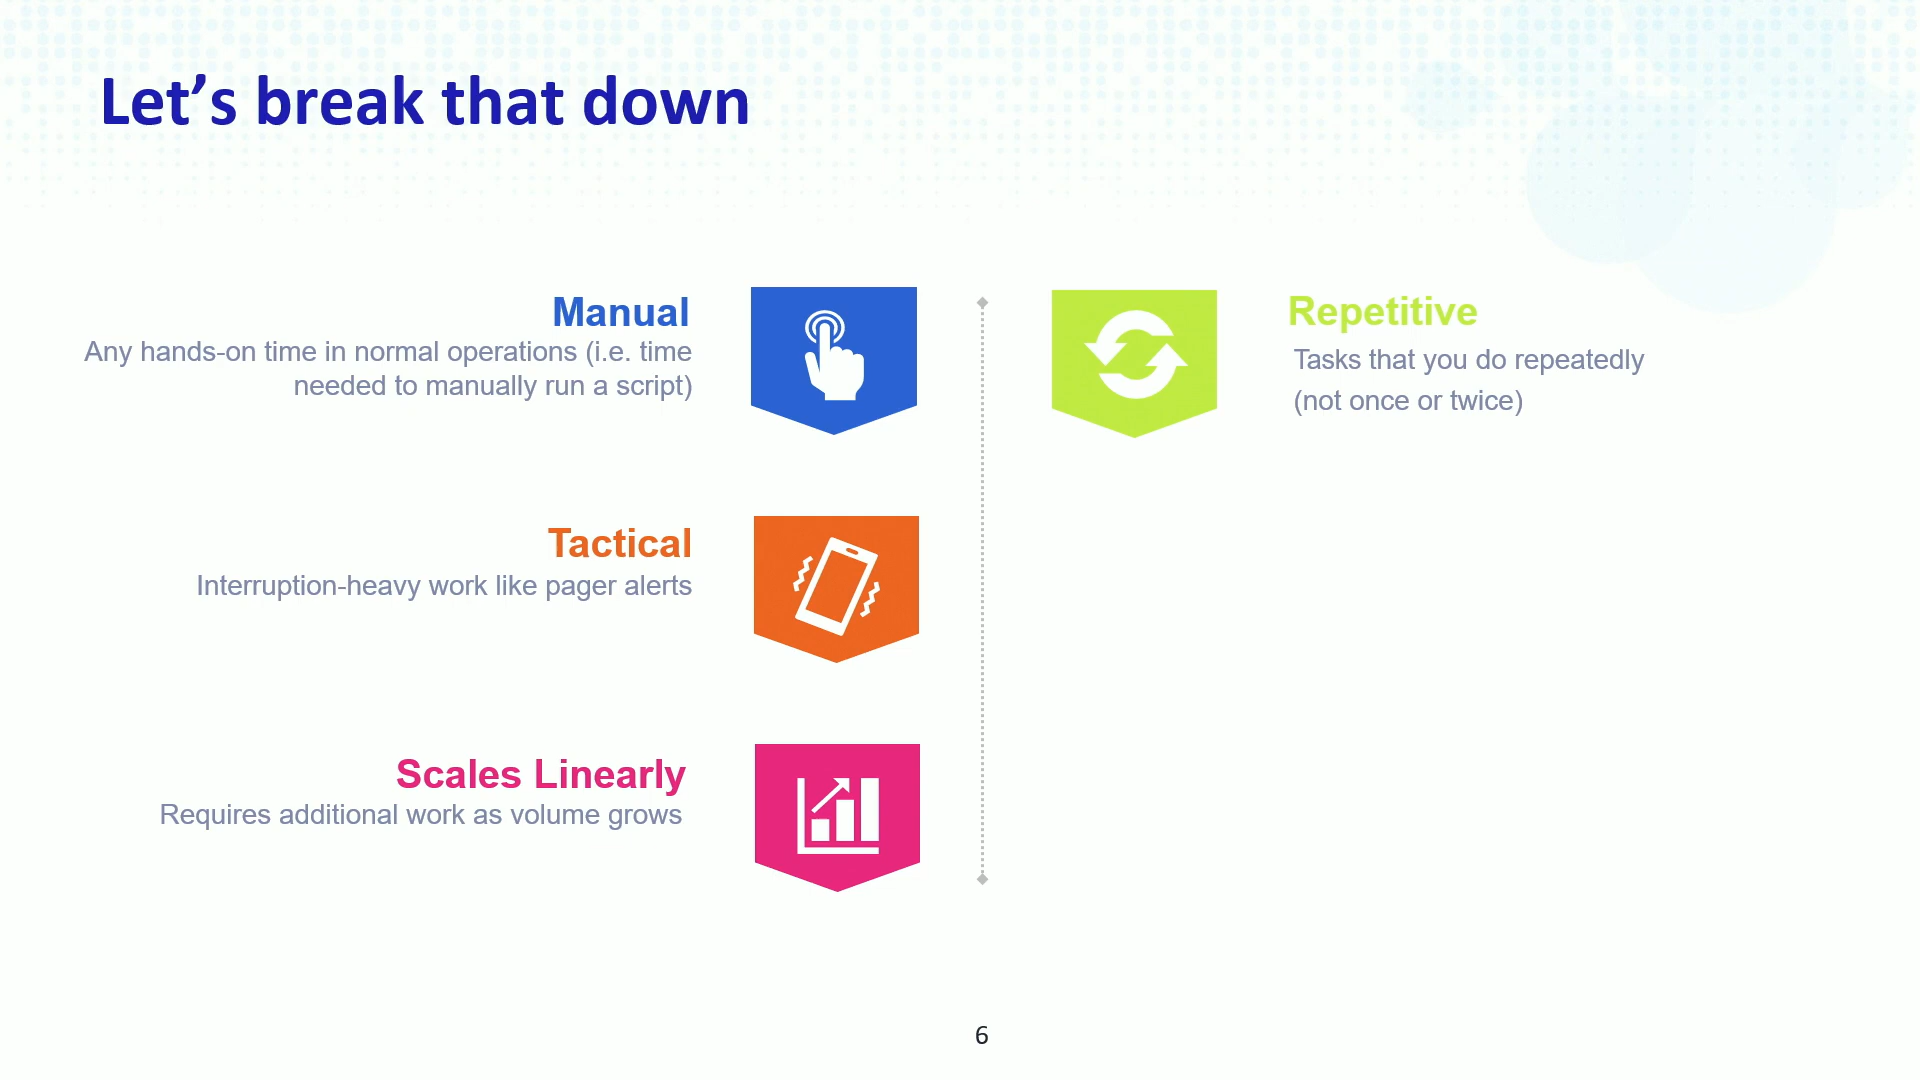 Let’s break that down
Manual
Any hands-on time in normal operations (i.e. time
needed to manually run a script)
Tactical
Interruption-heavy work like pager alerts
Scales Linearly
Requires additional work as volume grows
Repetitive
Tasks that you do repeatedly
(not once or twice)
6